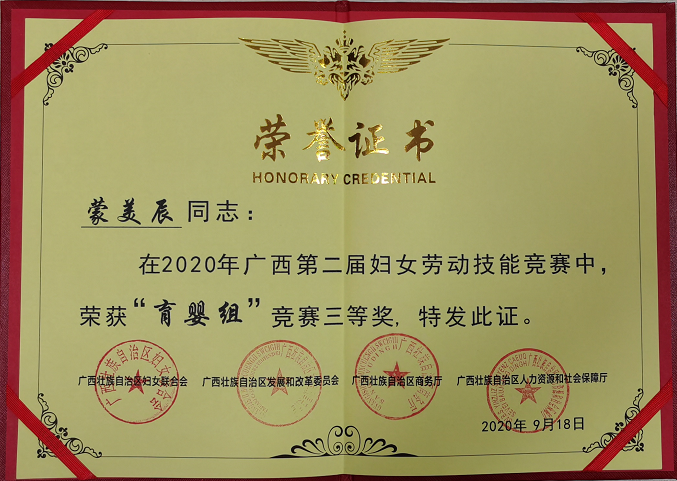 荣誉证书
HONORARY CREDENTIAL
蒙美辰同志：
在2020年广西第二届妇女劳动技能竞赛中，
荣获“育婴组”竞赛三等奖，特发此证。
广西壮族自治区妇女联合会 广西壮族自治区发展和改革委员会 广西壮族自治区商务厅 广西壮族自治区人力资源和社会保障厅
2020年 9月18日